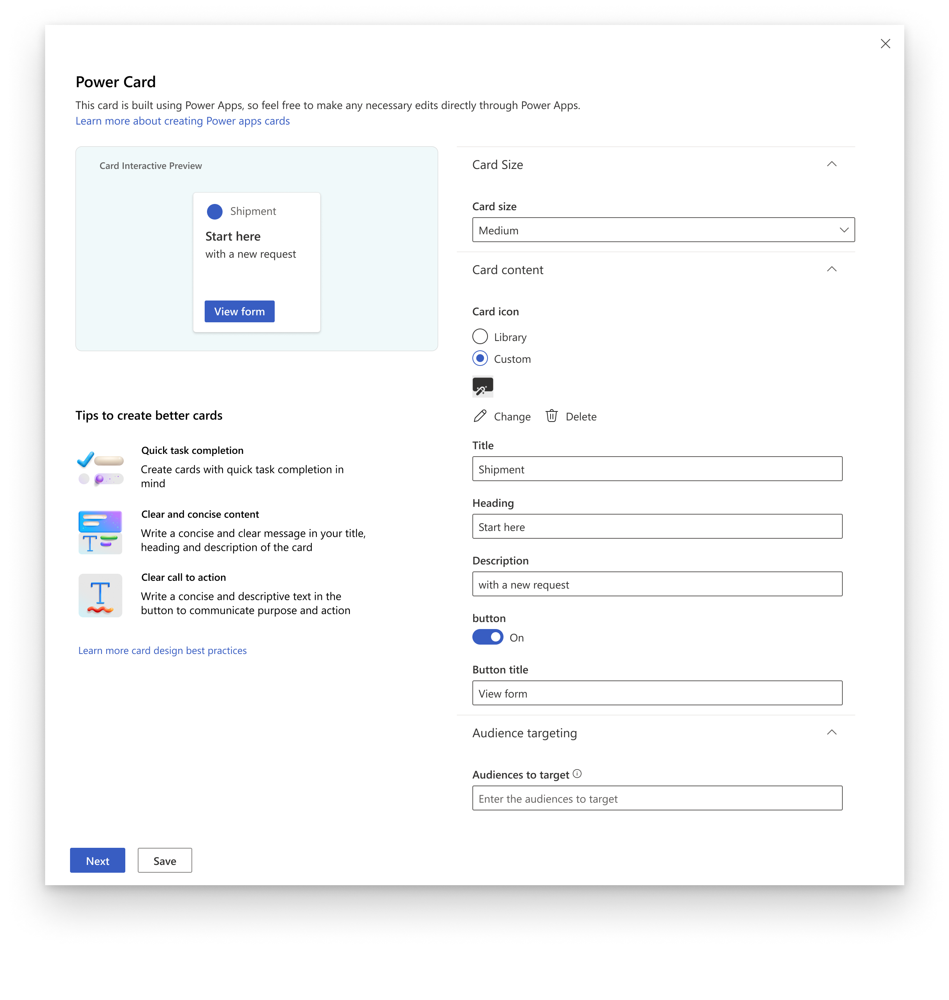 Power Card
This card is built using Power Apps, so feel free to make any necessary edits directly through Power Apps.
Learn more about creating Power apps cards
Card Interactive Preview
Shipment
Start here
with a new request
View form
Tips to create better cards
Quick task completion
Create cards with quick task completion in
mind
Clear and concise content
Write a concise and clear message in your title,
heading and description of the card
Clear call to action
Write a concise and descriptive text in the
button to communicate purpose and action
Learn more card design best practices
Card Size
Card size
Medium
Card content
Card icon
Library
Custom
Change
Delete
Title
Shipment
Heading
Start here
Description
with a new request
button
On
Button title
View form
Audience targeting
Audiences to target
Enter the audiences to target
Next
Save